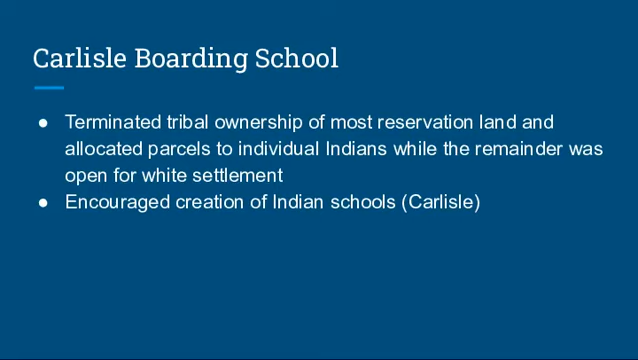 Carlisle Boarding School
● Terminated tribal ownership of most reservation land and
allocated parcels to individual Indians while the remainder was
open for white settlement
● Encouraged creation of Indian schools (Carlisle)